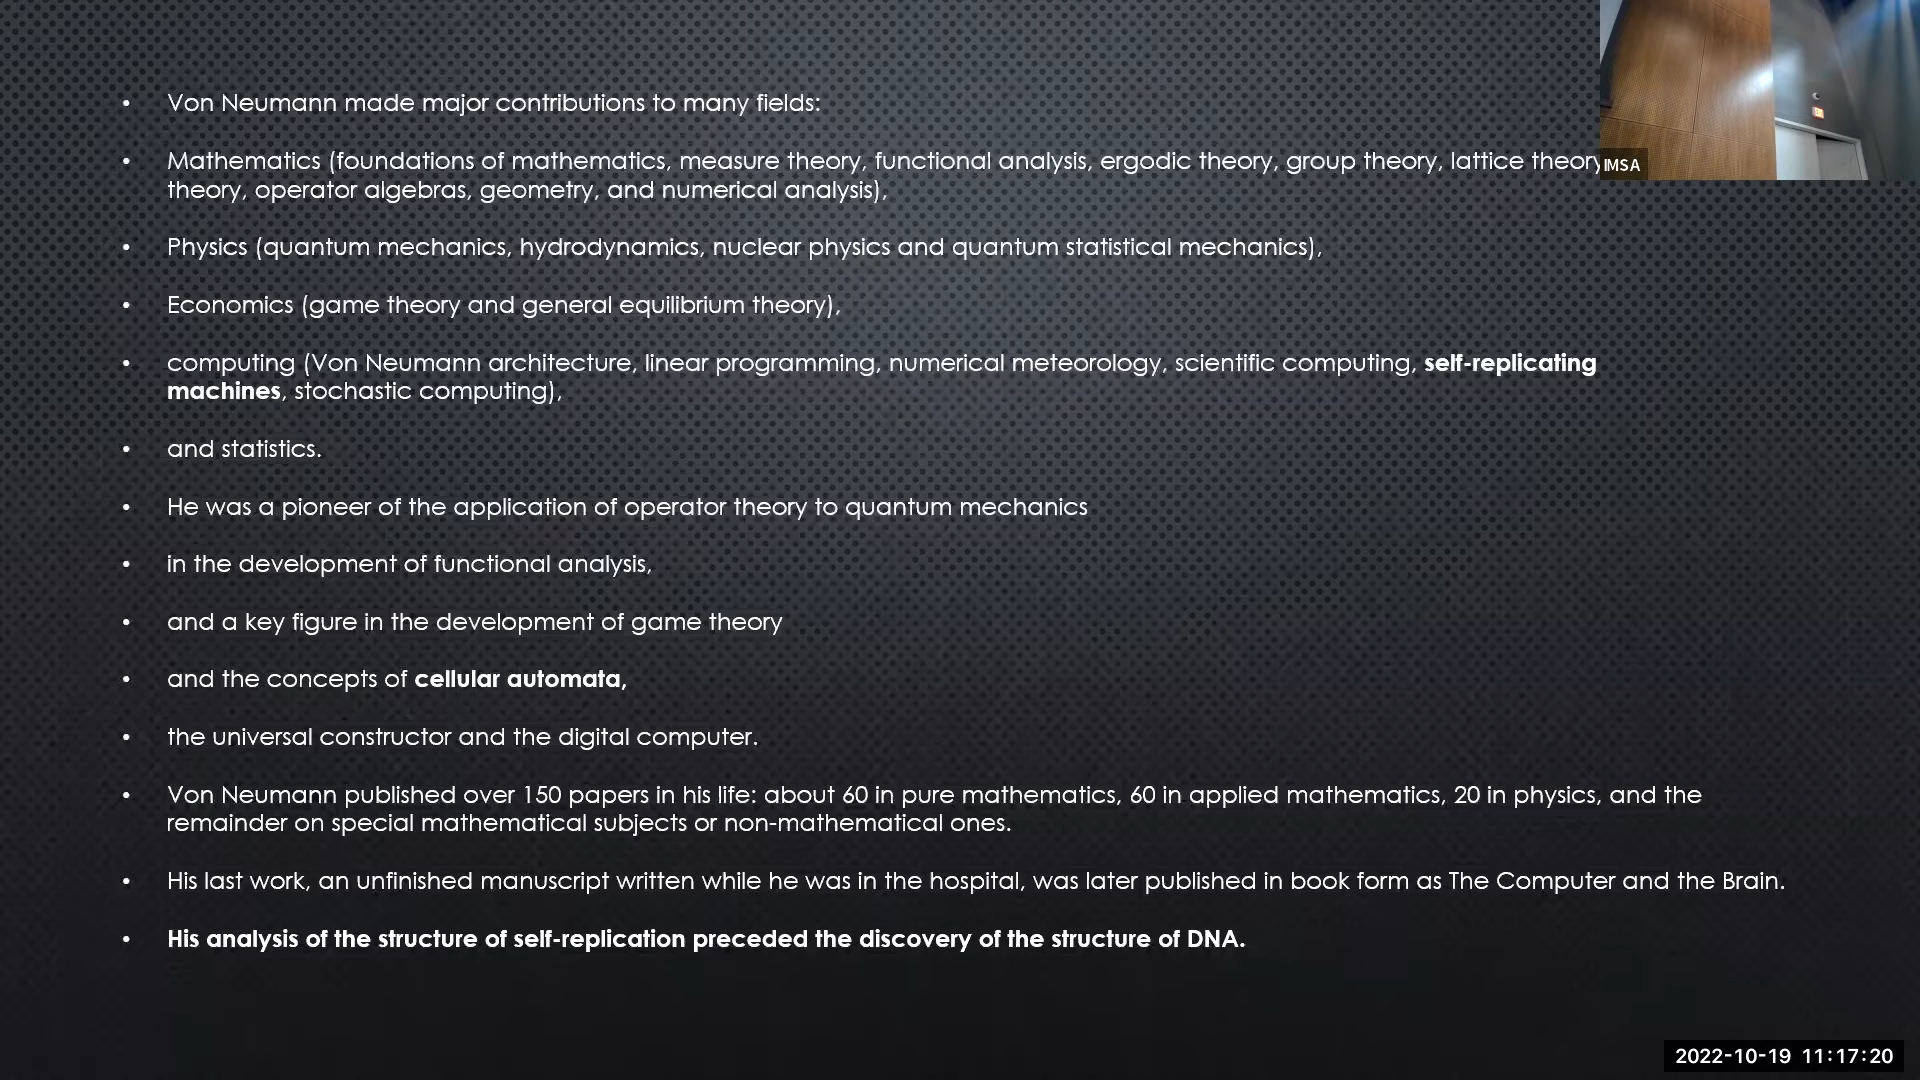 • Von Neumann made major contributions to many fields:
• Mathematics (foundations of mathematics, measure theory, functional analysis, ergodic theory, group theory, lattice theory
theory, operator algebras, geometry, and numerical analysis),
• Physics (quantum mechanics, hydrodynamics, nuclear physics and quantum statistical mechanics),
• Economics (game theory and general equilibrium theory),
• computing (Von Neumann architecture, linear programming, numerical meteorology, scientific computing, self-replicating
machines, stochastic computing),
• and statistics.
• He was a pioneer of the application of operator theory to quantum mechanics
• in the development of functional analysis,
• and a key figure in the development of game theory
• and the concepts of cellular automata,
• the universal constructor and the digital computer.
• Von Neumann published over 150 papers in his life: about 60 in pure mathematics, 60 in applied mathematics, 20 in physics, and the
remainder on special mathematical subjects or non-mathematical ones.
• His last work, an unfinished manuscript written while he was in the hospital, was later published in book form as The Computer and the Brain.
• His analysis of the structure of self-replication preceded the discovery of the structure of DNA.
IMSA
2022-10-19 11:17:20